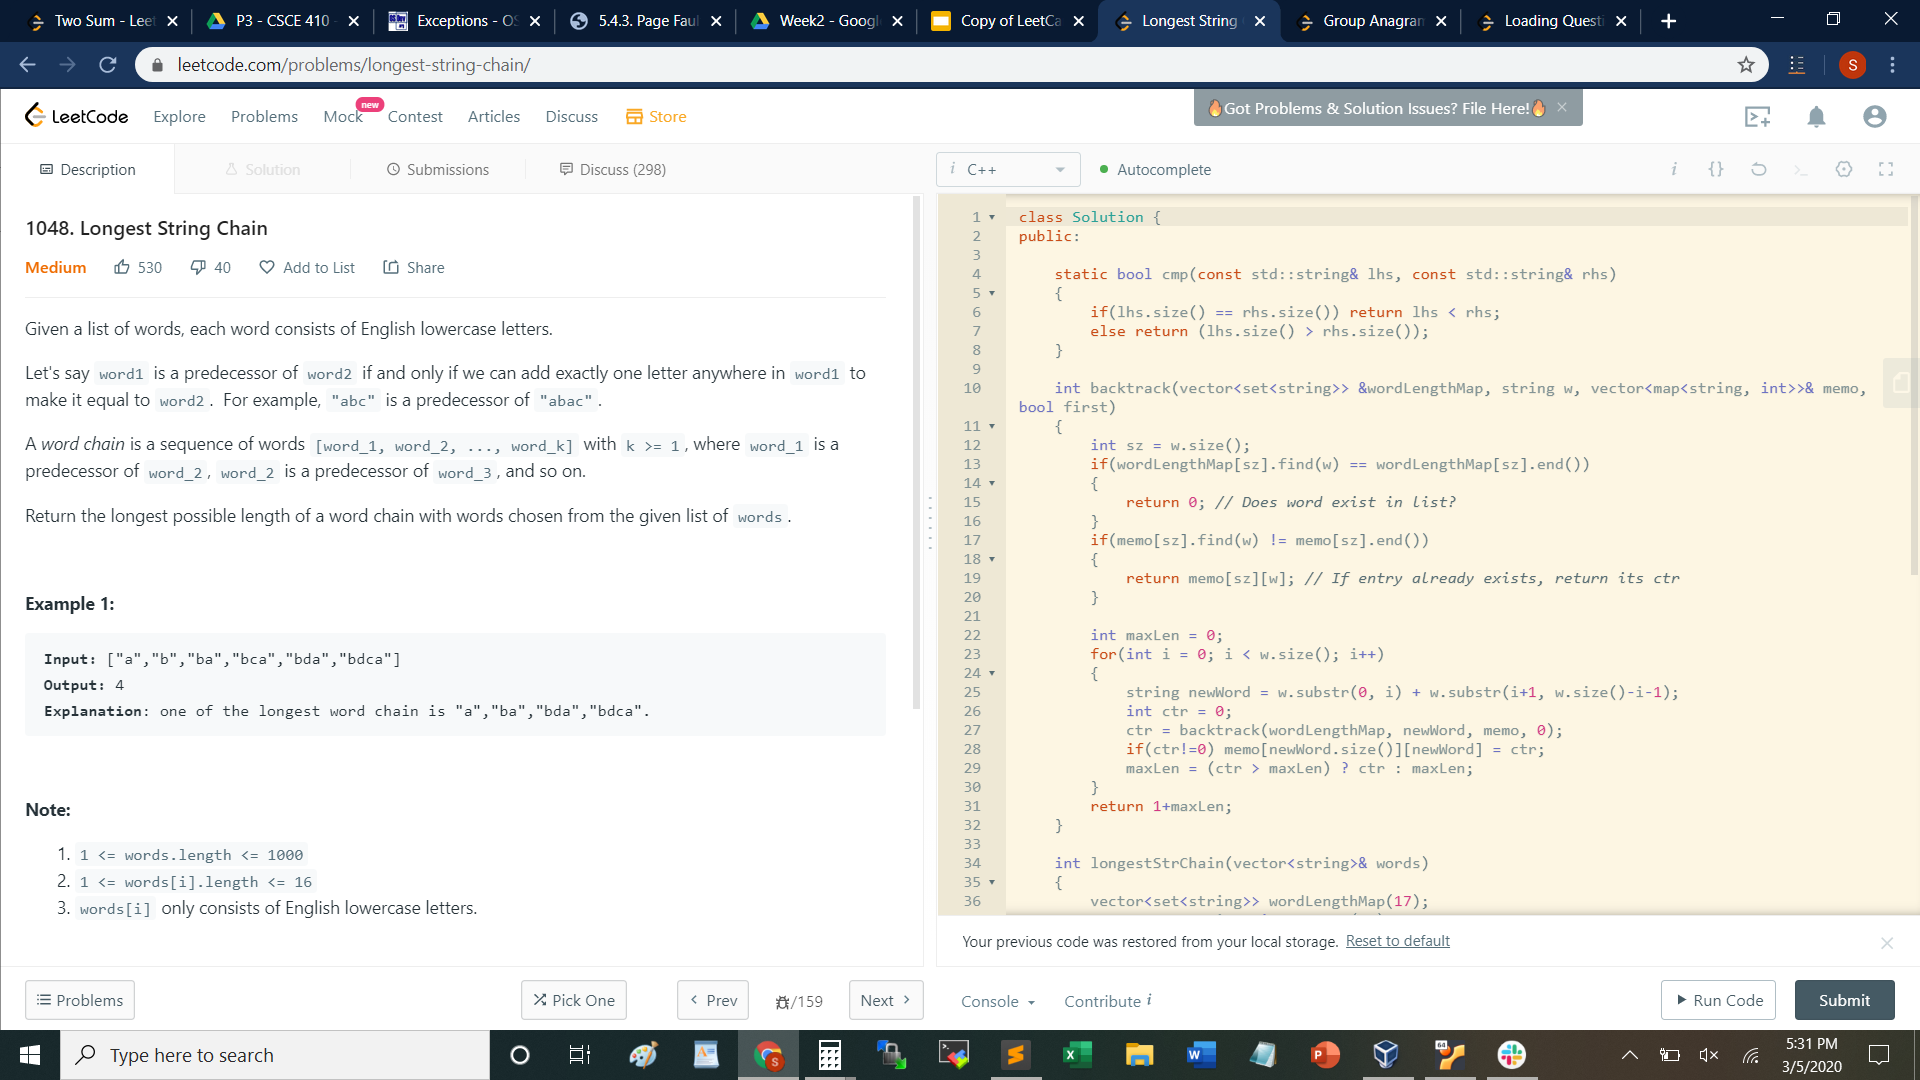 Two Sum - Leet
P3 - CSCE 410 -
Exceptions - OS
5.4.3. Page Faul
Week2 - Googl
Copy of LeetCa
Longest String
Group Anagram
Loading Questi
leetcode.com/problems/longest-string-chain/
S
LeetCode
Explore
Problems
Mock
new
Contest
Articles
Discuss
Store
🔥Got Problems & Solution Issues? File Here!🔥
Description
Solution
Submissions
Discuss (298)
i C++
Autocomplete
1048. Longest String Chain
Medium
530
40
Add to List
Share
Given a list of words, each word consists of English lowercase letters.
Let's say word1 is a predecessor of word2 if and only if we can add exactly one letter anywhere in word1 to
make it equal to word2. For example, "abc" is a predecessor of "abac".
A word chain is a sequence of words [word_1, word_2, ..., word_k] with k >= 1, where word_1 is a
predecessor of word_2, word_2 is a predecessor of word_3, and so on.
Return the longest possible length of a word chain with words chosen from the given list of words.
Example 1:
Input: ["a","b","ba","bca","bda","bdca"]
Output: 4
Explanation: one of the longest word chain is "a","ba","bda","bdca".
Note:
1. 1 <= words.length <= 1000
2. 1 <= words[i].length <= 16
3. words[i] only consists of English lowercase letters.
1 class Solution {
2 public:
3
4 static bool cmp(const std::string& lhs, const std::string& rhs)
5 {
6 if(lhs.size() == rhs.size()) return lhs < rhs;
7 else return (lhs.size() > rhs.size());
8 }
9
10 int backtrack(vector<set<string>> &wordLengthMap, string w, vector<map<string, int>>& memo,
bool first)
11 {
12 int sz = w.size();
13 if(wordLengthMap[sz].find(w) == wordLengthMap[sz].end())
14 {
15 return 0; // Does word exist in list?
16 }
17 if(memo[sz].find(w) != memo[sz].end())
18 {
19 return memo[sz][w]; // If entry already exists, return its ctr
20 }
21
22 int maxLen = 0;
23 for(int i = 0; i < w.size(); i++)
24 {
25 string newWord = w.substr(0, i) + w.substr(i+1, w.size()-i-1);
26 int ctr = 0;
27 ctr = backtrack(wordLengthMap, newWord, memo, 0);
28 if(ctr!=0) memo[newWord.size()][newWord] = ctr;
29 maxLen = (ctr > maxLen) ? ctr : maxLen;
30 }
31 return 1+maxLen;
32 }
33
34 int longestStrChain(vector<string>& words)
35 {
36 vector<set<string>> wordLengthMap(17);
Your previous code was restored from your local storage. Reset to default
Problems
Pick One
Prev
/159
Next
Console
Contribute i
Run Code
Submit
Type here to search
5:31 PM
3/5/2020